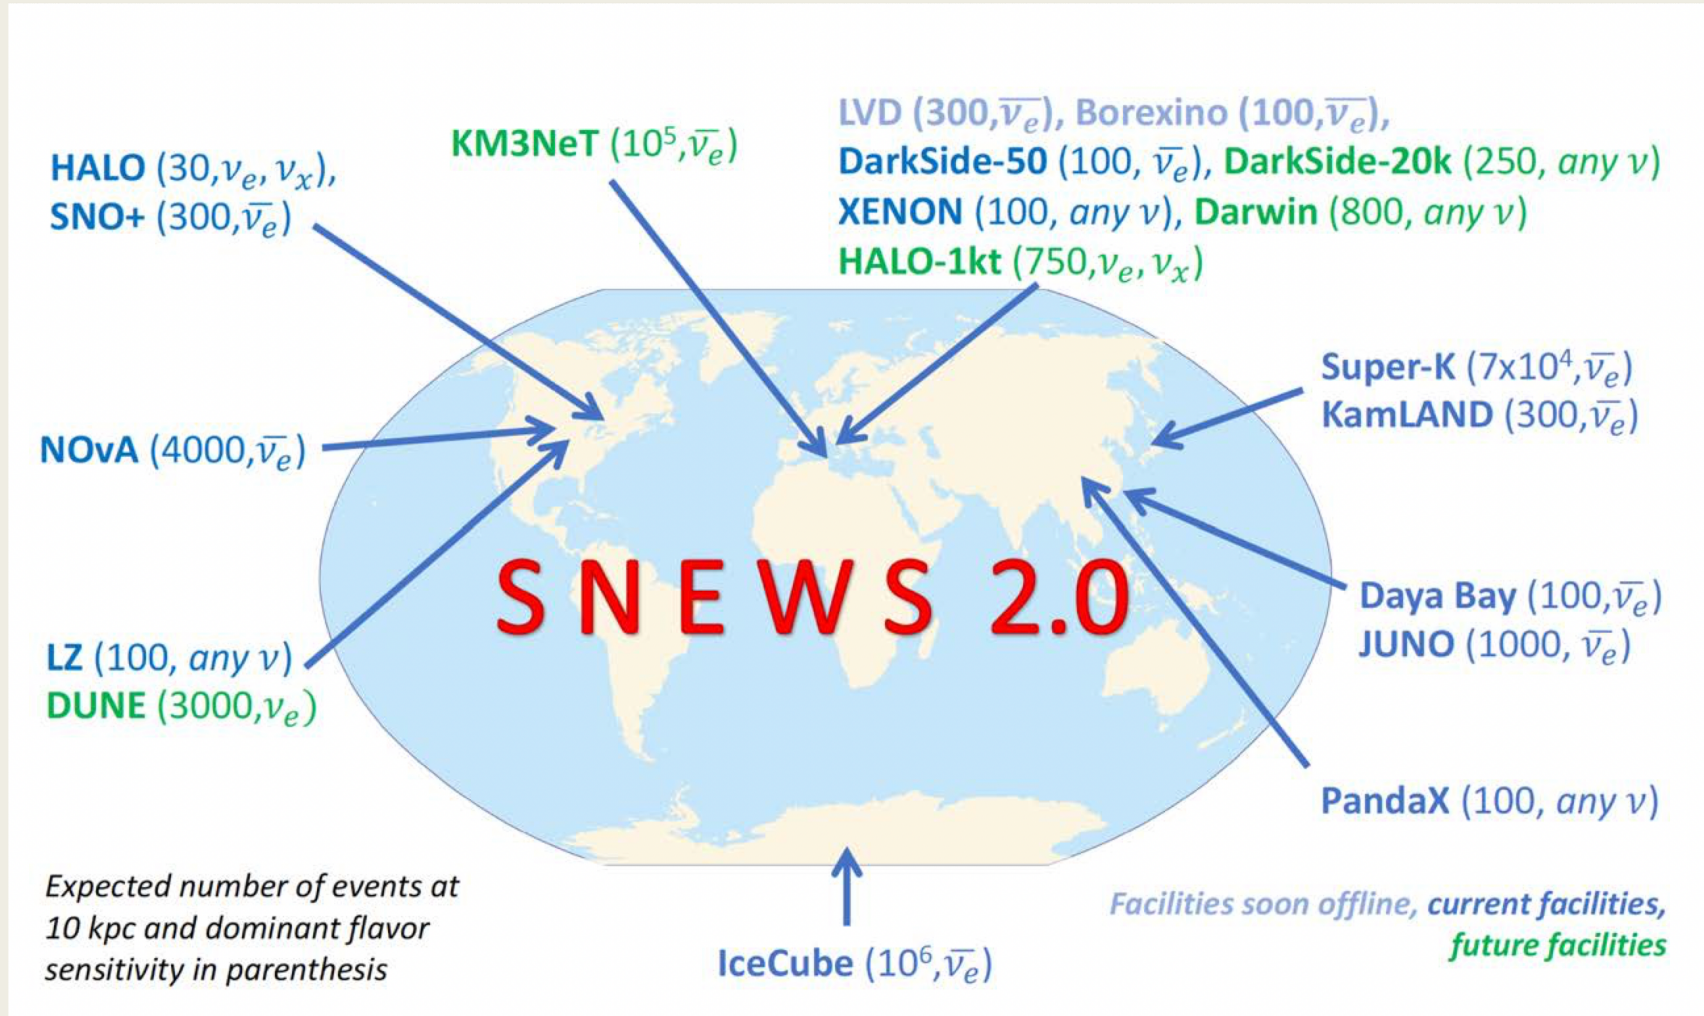 LVD (300,ν̅ₑ), Borexino (100,ν̅ₑ),
DarkSide-50 (100, ν̅ₑ), DarkSide-20k (250, any ν)
XENON (100, any ν), Darwin (800, any ν)
HALO-1kt (750,νₑ, νₓ)
KM3NeT (10⁵,ν̅ₑ)
HALO (30,νₑ, νₓ),
SNO+ (300,ν̅ₑ)
Super-K (7x10⁴,ν̅ₑ)
KamLAND (300,ν̅ₑ)
NOvA (4000,ν̅ₑ)
S N E W S 2.0
Daya Bay (100,ν̅ₑ)
JUNO (1000, ν̅ₑ)
LZ (100, any ν)
DUNE (3000,νₑ)
PandaX (100, any ν)
Expected number of events at
10 kpc and dominant flavor
sensitivity in parenthesis
Facilities soon offline, current facilities,
future facilities
IceCube (10⁶,ν̅ₑ)